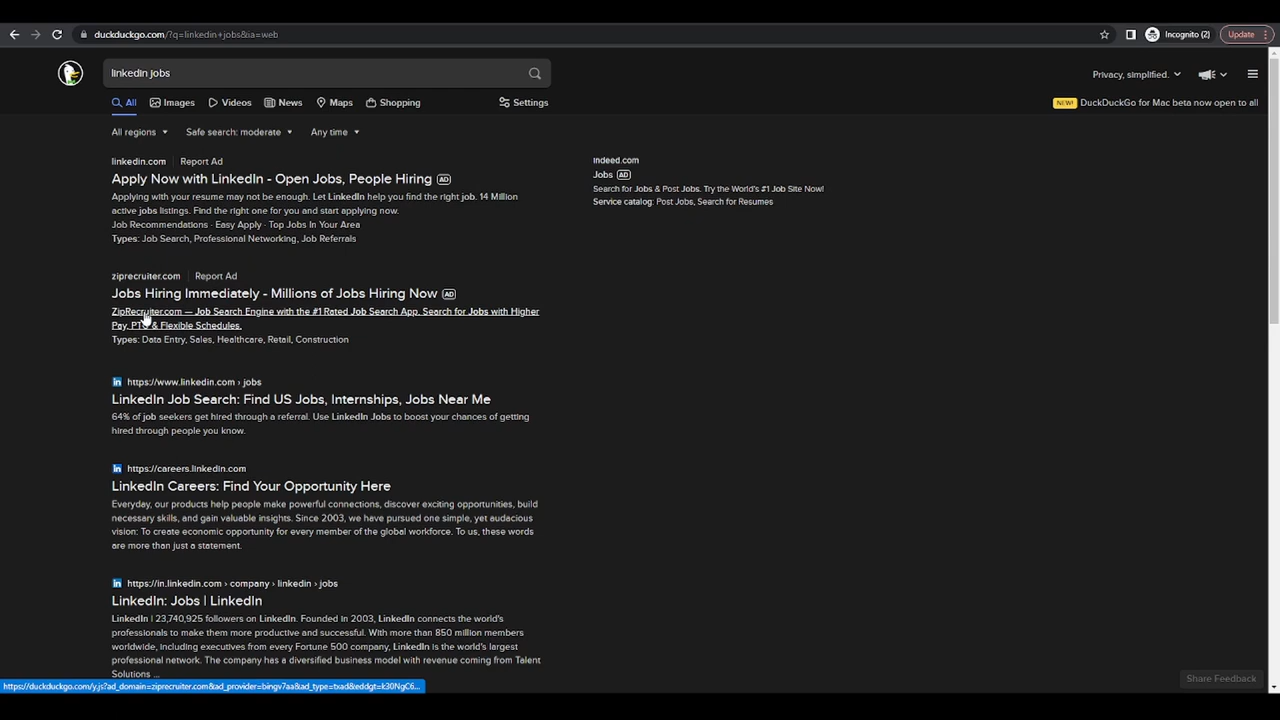 duckduckgo.com/?q=linkedin+jobs&ia=web
Incognito (2)
Update
linkedin jobs
Privacy, simplified.
All
Images
Videos
News
Maps
Shopping
Settings
NEW!
DuckDuckGo for Mac beta now open to all
All regions
Safe search: moderate
Any time
linkedin.com
Report Ad
Apply Now with LinkedIn - Open Jobs, People Hiring AD
Applying with your resume may not be enough. Let LinkedIn help you find the right job. 14 Million
active jobs listings. Find the right one for you and start applying now.
Job Recommendations · Easy Apply · Top Jobs In Your Area
Types: Job Search, Professional Networking, Job Referrals
indeed.com
Jobs AD
Search for Jobs & Post Jobs. Try the World's #1 Job Site Now!
Service catalog: Post Jobs, Search for Resumes
ziprecruiter.com
Report Ad
Jobs Hiring Immediately - Millions of Jobs Hiring Now AD
ZipRecruiter.com — Job Search Engine with the #1 Rated Job Search App. Search for Jobs with Higher
Pay, PTO & Flexible Schedules.
Types: Data Entry, Sales, Healthcare, Retail, Construction
in https://www.linkedin.com › jobs
LinkedIn Job Search: Find US Jobs, Internships, Jobs Near Me
64% of job seekers get hired through a referral. Use LinkedIn Jobs to boost your chances of getting
hired through people you know.
in https://careers.linkedin.com
LinkedIn Careers: Find Your Opportunity Here
Everyday, our products help people make powerful connections, discover exciting opportunities, build
necessary skills, and gain valuable insights. Since 2003, we have pursued one simple, yet audacious
vision: To create economic opportunity for every member of the global workforce. To us, these words
are more than just a statement.
in https://in.linkedin.com › company › linkedin › jobs
LinkedIn: Jobs | LinkedIn
LinkedIn | 23,740,925 followers on LinkedIn. Founded in 2003, LinkedIn connects the world's
professionals to make them more productive and successful. With more than 850 million members
worldwide, including executives from every Fortune 500 company, LinkedIn is the world's largest
professional network. The company has a diversified business model with revenue coming from Talent
Solutions ...
Share Feedback
https://duckduckgo.com/y.js?ad_domain=ziprecruiter.com&ad_provider=bingv7aa&ad_type=txad&eddgt=k30NgC6...